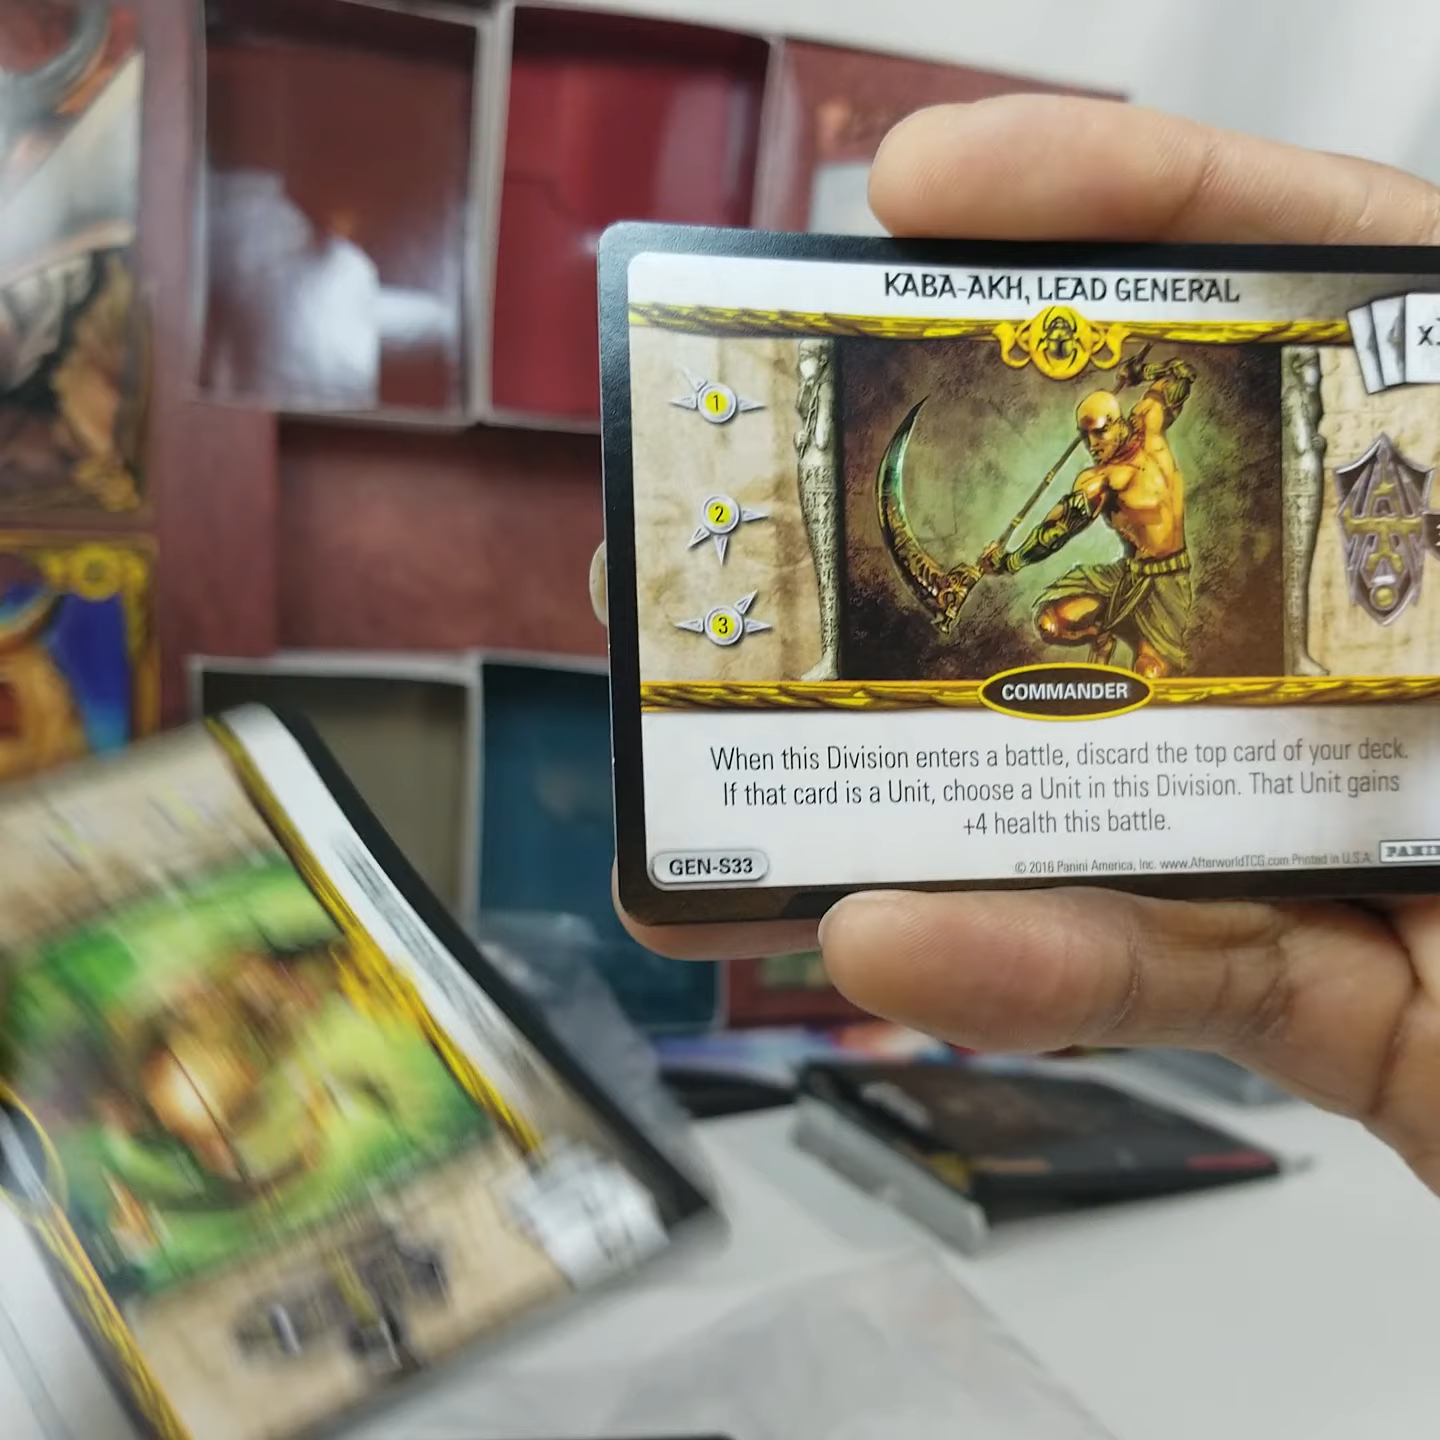 KABA-AKH, LEAD GENERAL
1
2
3
COMMANDER
When this Division enters a battle, discard the top card of your deck.
If that card is a Unit, choose a Unit in this Division. That Unit gains
+4 health this battle.
GEN-S33
© 2016 Panini America, Inc. www.AfterworldTCG.com Printed in U.S.A.